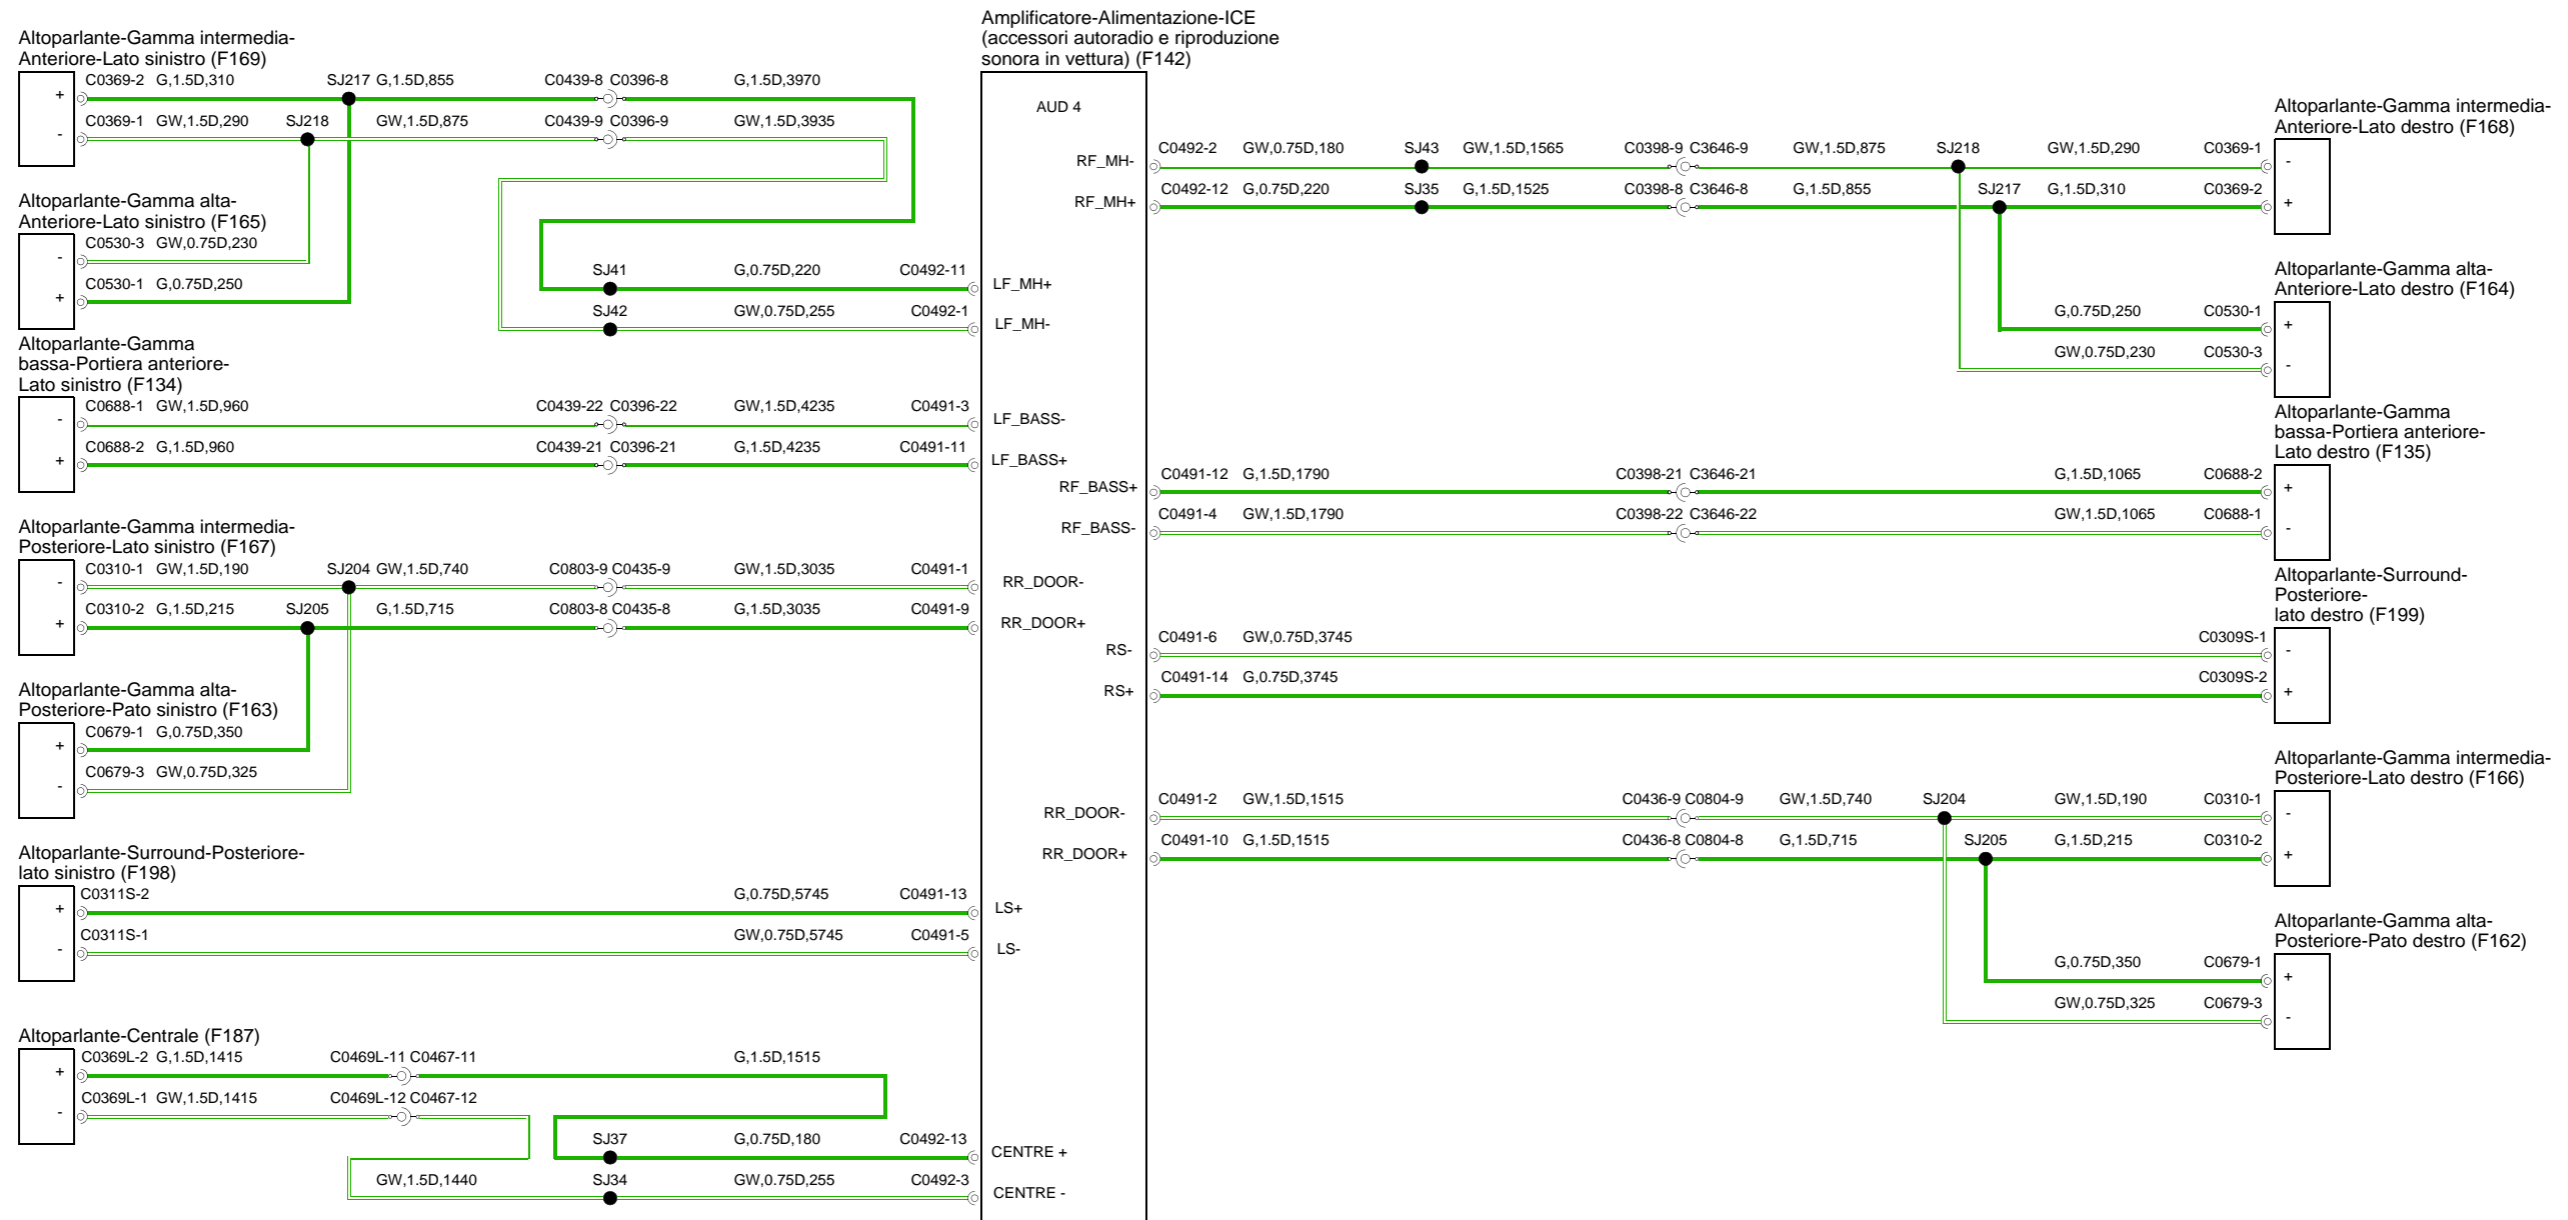 Amplificatore-Alimentazione-ICE
(accessori autoradio e riproduzione
sonora in vettura) (F142)
AUD 4
Altoparlante-Gamma intermedia-
Anteriore-Lato sinistro (F169)
+ C0369-2 G,1.5D,310 SJ217 G,1.5D,855 C0439-8 C0396-8 G,1.5D,3970
- C0369-1 GW,1.5D,290 SJ218 GW,1.5D,875 C0439-9 C0396-9 GW,1.5D,3935
Altoparlante-Gamma alta-
Anteriore-Lato sinistro (F165)
- C0530-3 GW,0.75D,230
+ C0530-1 G,0.75D,250
SJ41 G,0.75D,220 C0492-11 LF_MH+
SJ42 GW,0.75D,255 C0492-1 LF_MH-
Altoparlante-Gamma
bassa-Portiera anteriore-
Lato sinistro (F134)
- C0688-1 GW,1.5D,960 C0439-22 C0396-22 GW,1.5D,4235 C0491-3 LF_BASS-
+ C0688-2 G,1.5D,960 C0439-21 C0396-21 G,1.5D,4235 C0491-11 LF_BASS+
Altoparlante-Gamma intermedia-
Posteriore-Lato sinistro (F167)
- C0310-1 GW,1.5D,190 SJ204 GW,1.5D,740 C0803-9 C0435-9 GW,1.5D,3035 C0491-1 RR_DOOR-
+ C0310-2 G,1.5D,215 SJ205 G,1.5D,715 C0803-8 C0435-8 G,1.5D,3035 C0491-9 RR_DOOR+
Altoparlante-Gamma alta-
Posteriore-Pato sinistro (F163)
+ C0679-1 G,0.75D,350
- C0679-3 GW,0.75D,325
Altoparlante-Surround-Posteriore-
lato sinistro (F198)
+ C0311S-2 G,0.75D,5745 C0491-13 LS+
- C0311S-1 GW,0.75D,5745 C0491-5 LS-
Altoparlante-Centrale (F187)
+ C0369L-2 G,1.5D,1415 C0469L-11 C0467-11 G,1.5D,1515
- C0369L-1 GW,1.5D,1415 C0469L-12 C0467-12
SJ37 G,0.75D,180 C0492-13 CENTRE +
GW,1.5D,1440 SJ34 GW,0.75D,255 C0492-3 CENTRE -
Altoparlante-Gamma intermedia-
Anteriore-Lato destro (F168)
RF_MH- C0492-2 GW,0.75D,180 SJ43 GW,1.5D,1565 C0398-9 C3646-9 GW,1.5D,875 SJ218 GW,1.5D,290 C0369-1 -
RF_MH+ C0492-12 G,0.75D,220 SJ35 G,1.5D,1525 C0398-8 C3646-8 G,1.5D,855 SJ217 G,1.5D,310 C0369-2 +
Altoparlante-Gamma alta-
Anteriore-Lato destro (F164)
G,0.75D,250 C0530-1 +
GW,0.75D,230 C0530-3 -
Altoparlante-Gamma
bassa-Portiera anteriore-
Lato destro (F135)
RF_BASS+ C0491-12 G,1.5D,1790 C0398-21 C3646-21 G,1.5D,1065 C0688-2 +
RF_BASS- C0491-4 GW,1.5D,1790 C0398-22 C3646-22 GW,1.5D,1065 C0688-1 -
Altoparlante-Surround-
Posteriore-
lato destro (F199)
RS- C0491-6 GW,0.75D,3745 C0309S-1 -
RS+ C0491-14 G,0.75D,3745 C0309S-2 +
Altoparlante-Gamma intermedia-
Posteriore-Lato destro (F166)
RR_DOOR- C0491-2 GW,1.5D,1515 C0436-9 C0804-9 GW,1.5D,740 SJ204 GW,1.5D,190 C0310-1 -
RR_DOOR+ C0491-10 G,1.5D,1515 C0436-8 C0804-8 G,1.5D,715 SJ205 G,1.5D,215 C0310-2 +
Altoparlante-Gamma alta-
Posteriore-Pato destro (F162)
G,0.75D,350 C0679-1 +
GW,0.75D,325 C0679-3 -